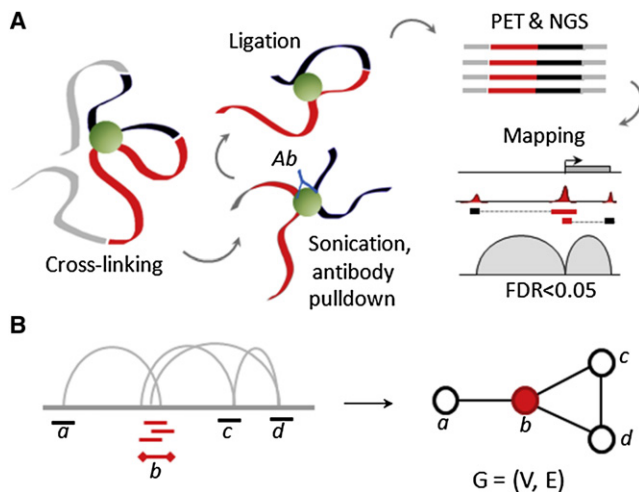 A
Ligation
PET & NGS
Mapping
Ab
Cross-linking
Sonication,
antibody
pulldown
FDR<0.05
B
a
b
c
d
a
b
c
d
G = (V, E)